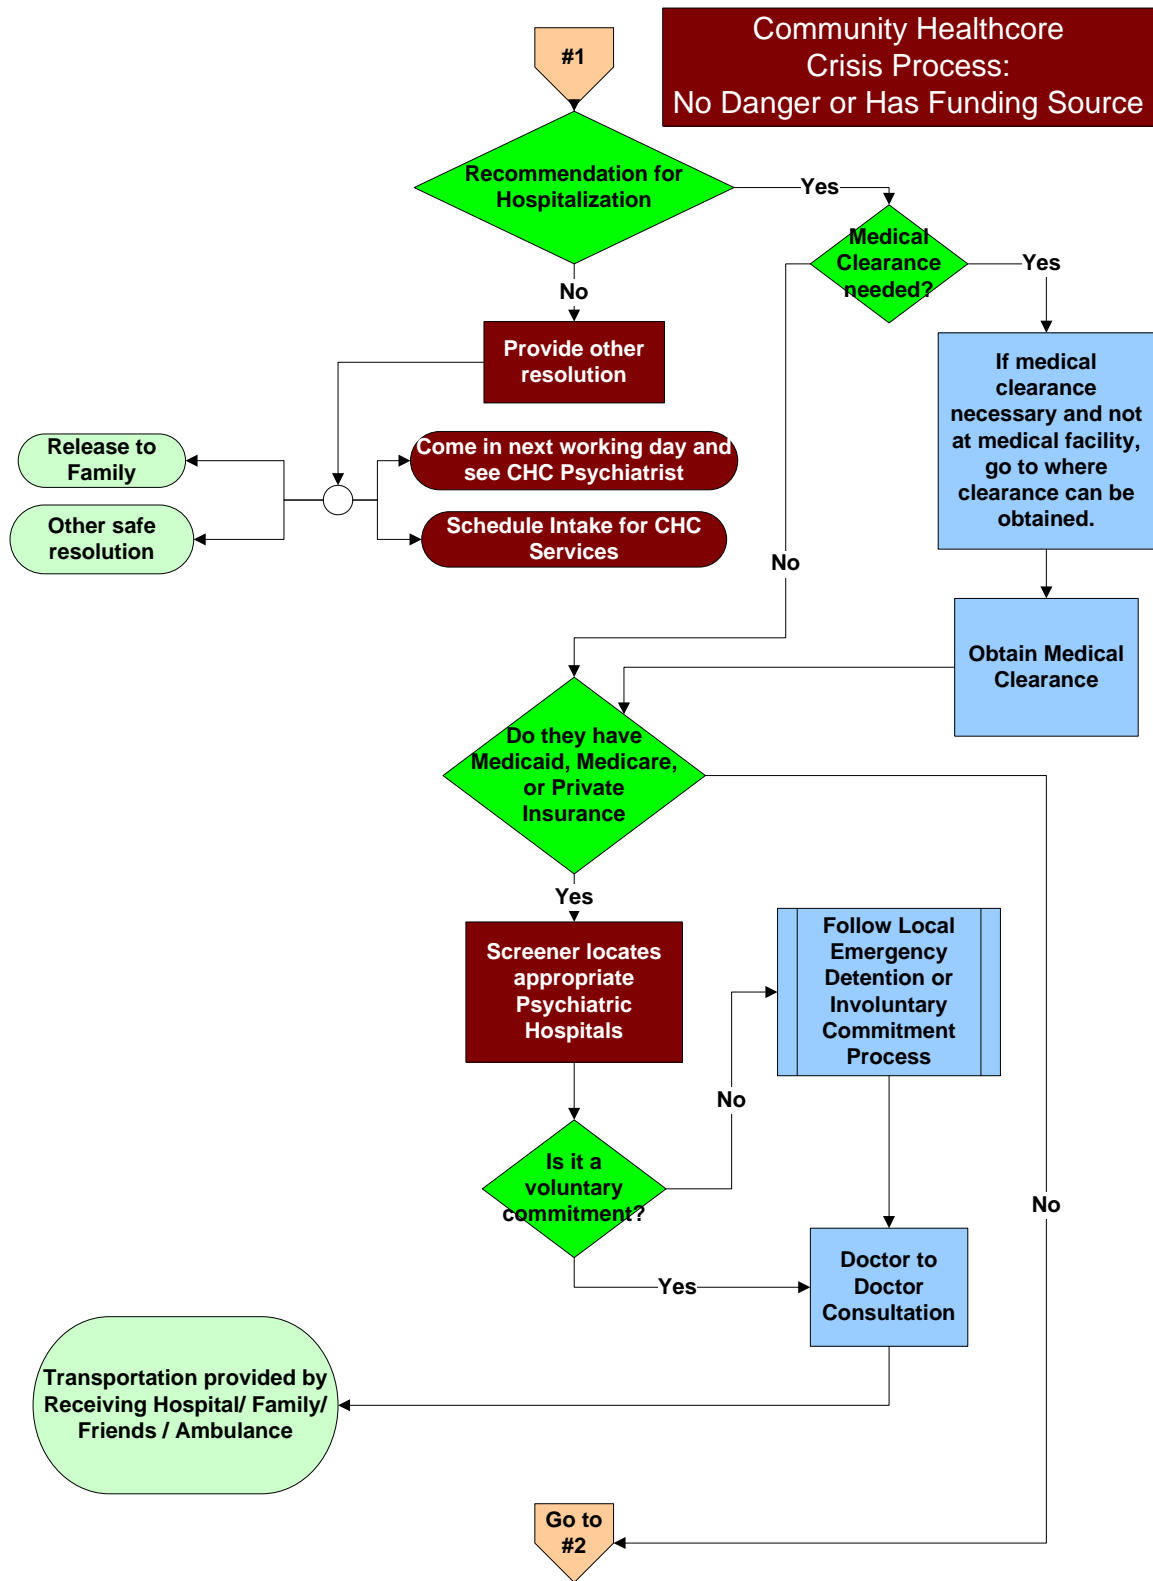 #1
Community Healthcore
Crisis Process:
No Danger or Has Funding Source
Recommendation for
Hospitalization
Yes
Medical
Clearance
needed?
Yes
No
Provide other
resolution
If medical
clearance
necessary and not
at medical facility,
go to where
clearance can be
obtained.
Release to
Family
Come in next working day and
see CHC Psychiatrist
Other safe
resolution
Schedule Intake for CHC
Services
No
Obtain Medical
Clearance
Do they have
Medicaid, Medicare,
or Private
Insurance
Yes
Screener locates
appropriate
Psychiatric
Hospitals
Follow Local
Emergency
Detention or
Involuntary
Commitment
Process
No
Is it a
voluntary
commitment?
No
Yes
Doctor to
Doctor
Consultation
Transportation provided by
Receiving Hospital/ Family/
Friends / Ambulance
Go to
#2